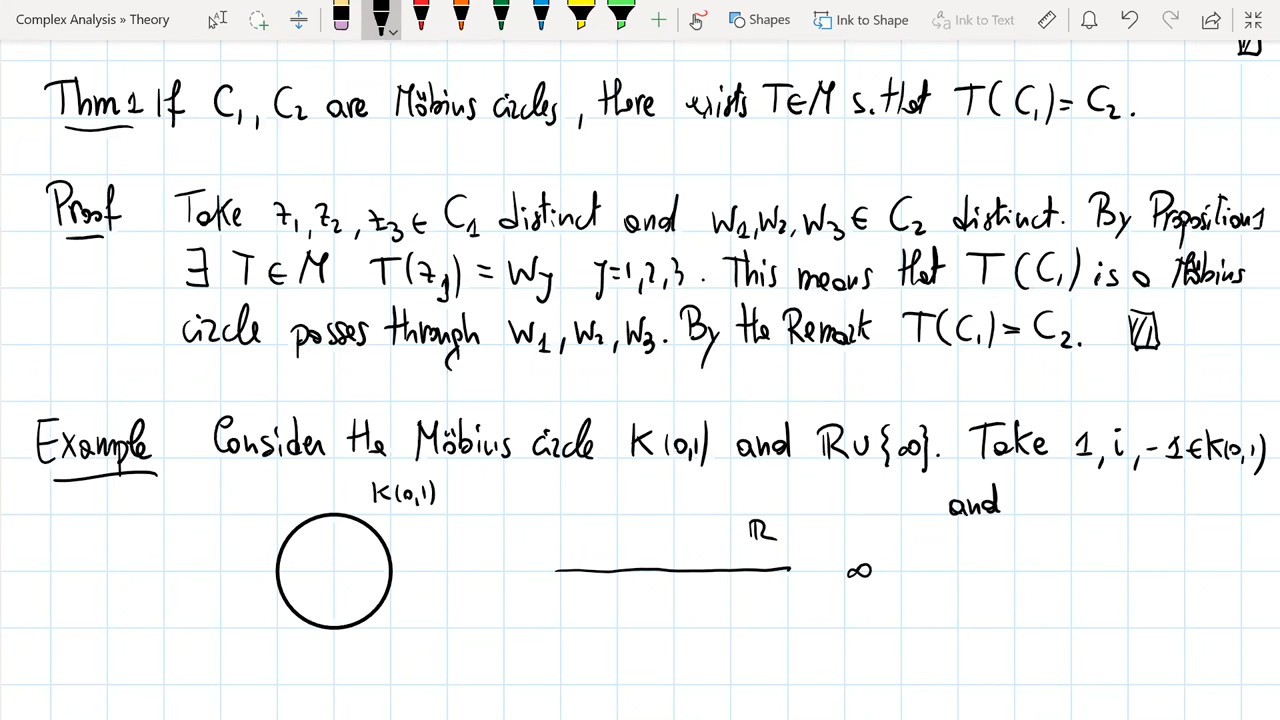 Complex Analysis » Theory
Shapes
Ink to Shape
Ink to Text
Thm 1 If C₁, C₂ are Möbius circles, there exists T∈M s. that T(C₁) = C₂.
Proof Take z₁, z₂, z₃ ∈ C₁ distinct and w₁, w₂, w₃ ∈ C₂ distinct. By Propositions
∃ T ∈ M T(zⱼ) = wⱼ j=1,2,3. This means that T(C₁) is a Möbius
circle passes through w₁, w₂, w₃. By the Remark T(C₁) = C₂.
Example Consider the Möbius circle K(0,1) and ℝ∪{∞}. Take 1, i, -1 ∈ K(0,1)
and
K(0,1)
ℝ
∞